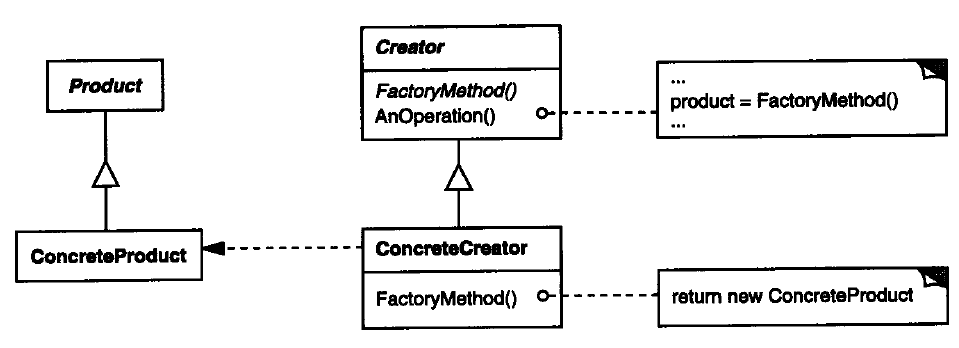 Product
ConcreteProduct
Creator
FactoryMethod()
AnOperation()
...
product = FactoryMethod()
...
ConcreteCreator
FactoryMethod()
return new ConcreteProduct